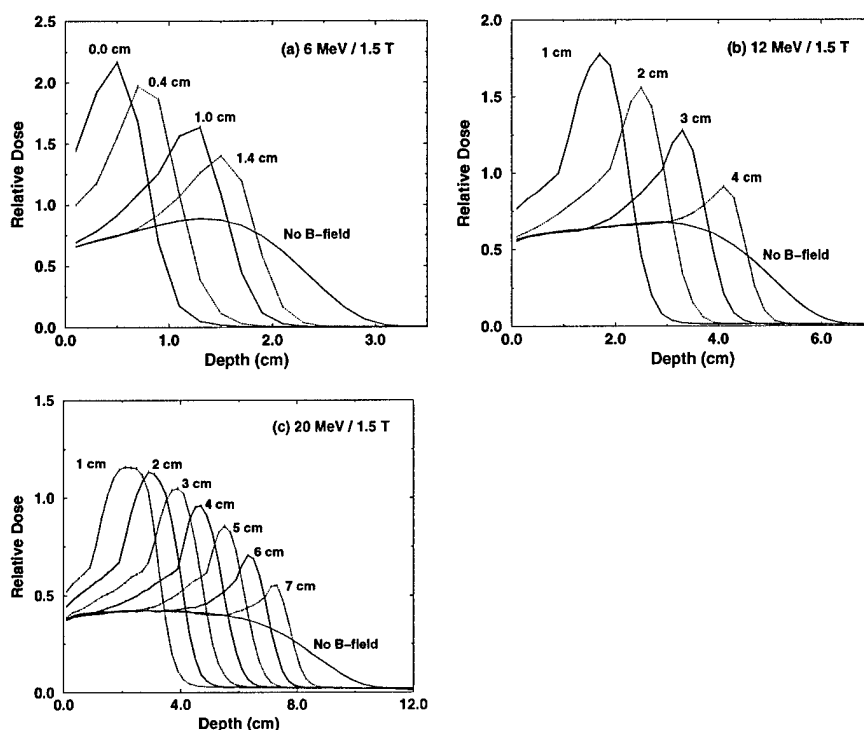 (a) 6 MeV / 1.5 T
0.0 cm
0.4 cm
1.0 cm
1.4 cm
No B-field
Relative Dose
2.5
2.0
1.5
1.0
0.5
0.0
0.0 1.0 2.0 3.0
Depth (cm)
(b) 12 MeV / 1.5 T
1 cm
2 cm
3 cm
4 cm
No B-field
Relative Dose
2.0
1.5
1.0
0.5
0.0
0.0 2.0 4.0 6.0
Depth (cm)
(c) 20 MeV / 1.5 T
1 cm
2 cm
3 cm
4 cm
5 cm
6 cm
7 cm
No B-field
Relative Dose
1.5
1.0
0.5
0.0
0.0 4.0 8.0 12.0
Depth (cm)